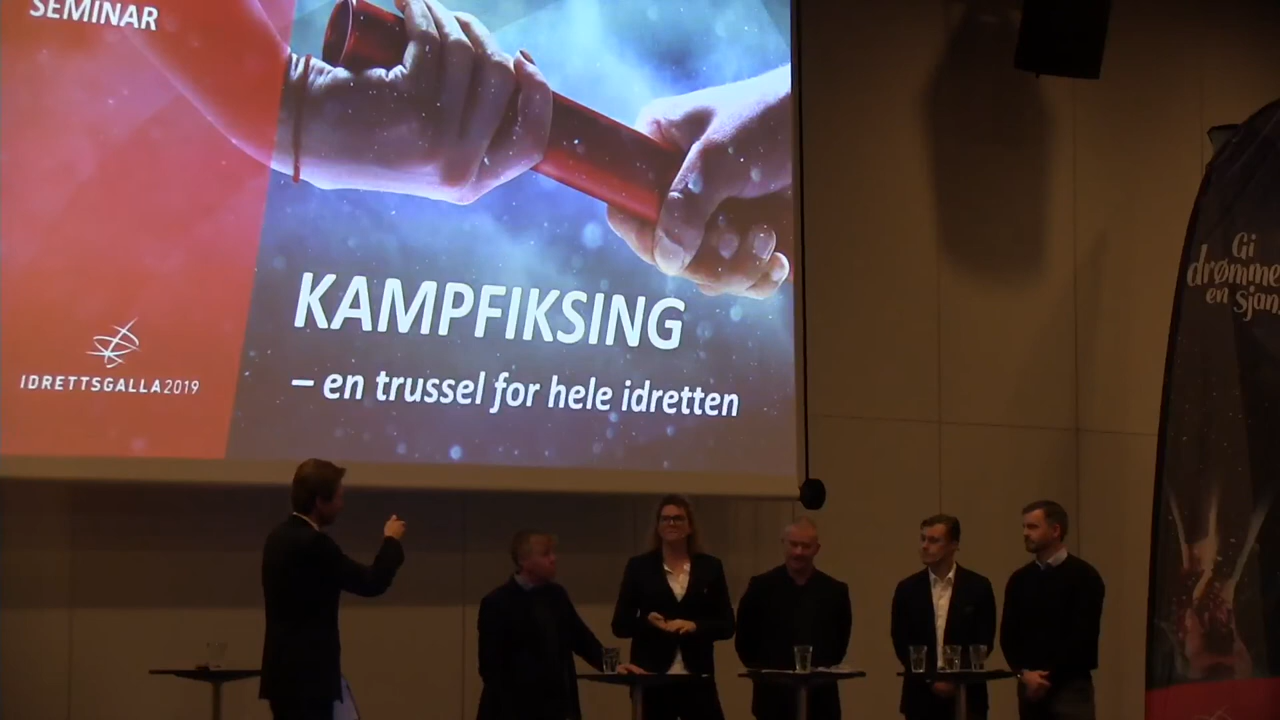 SEMINAR
KAMPFIKSING
– en trussel for hele idretten
IDRETTSGALLA2019
Gi
drømme
en sjan